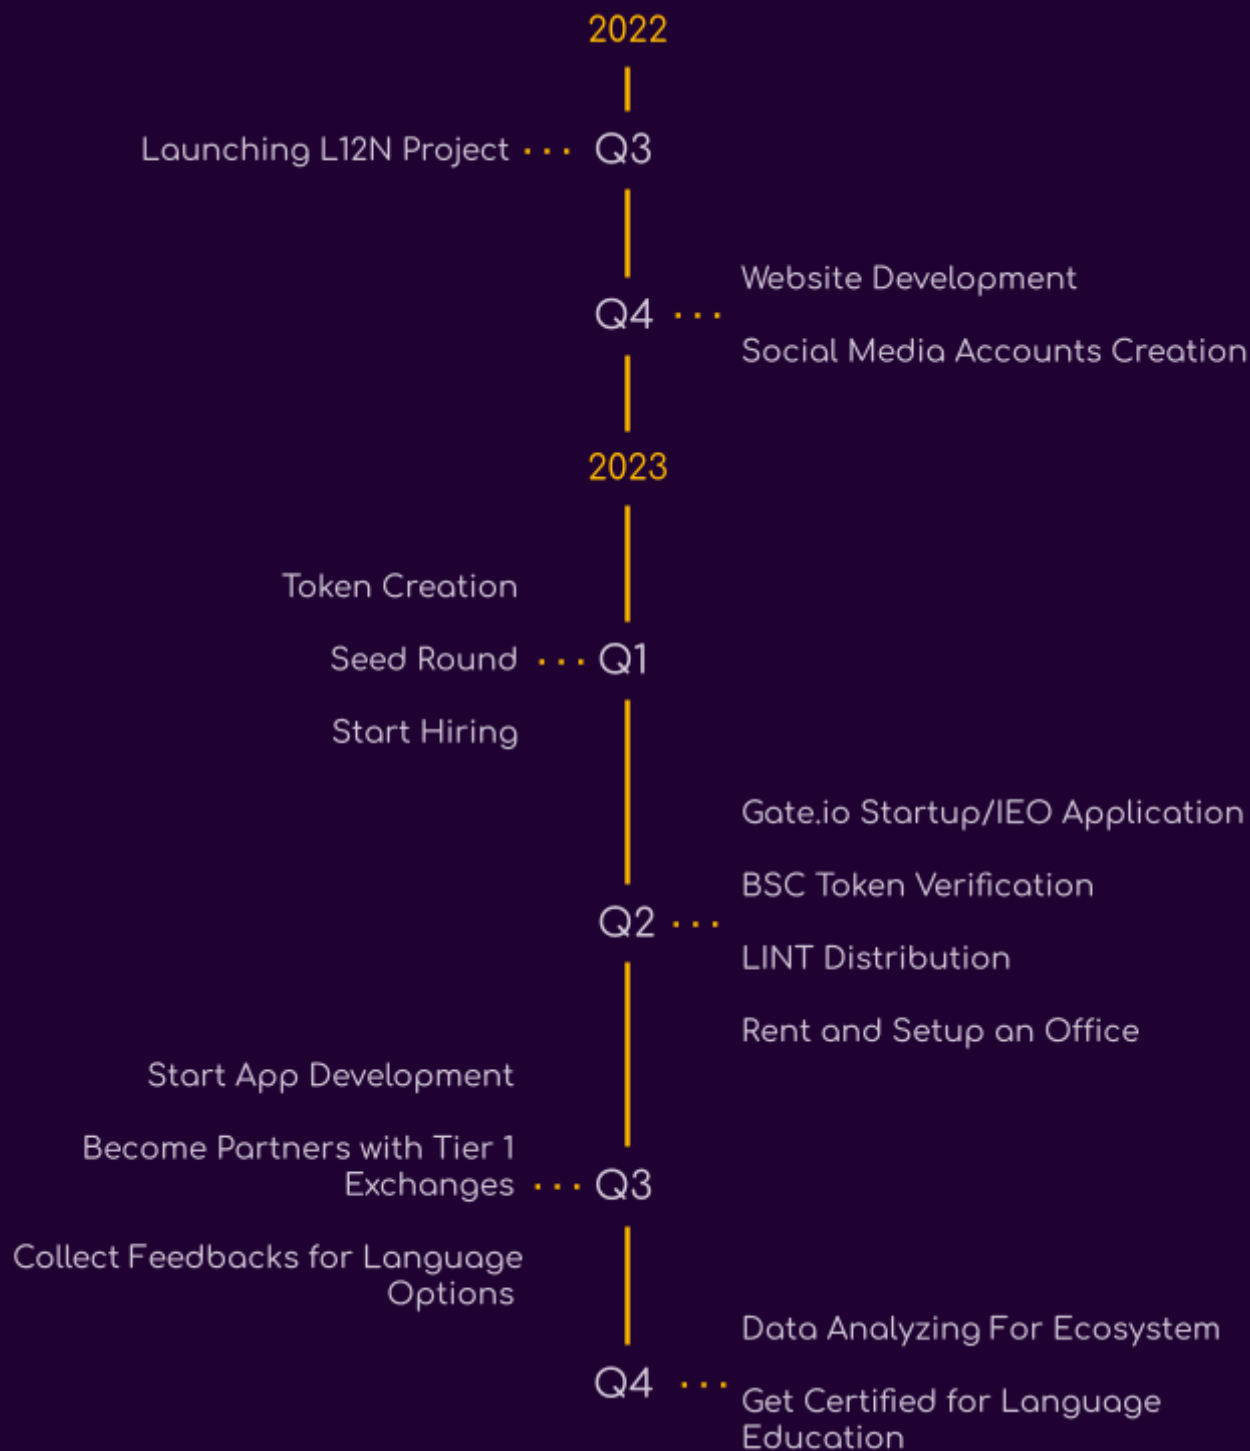 2022
Launching L12N Project
Q3
Website Development
Q4
Social Media Accounts Creation
2023
Token Creation
Seed Round
Q1
Start Hiring
Gate.io Startup/IEO Application
BSC Token Verification
Q2
LINT Distribution
Rent and Setup an Office
Start App Development
Become Partners with Tier 1
Exchanges
Q3
Collect Feedbacks for Language
Options
Data Analyzing For Ecosystem
Q4
Get Certified for Language
Education